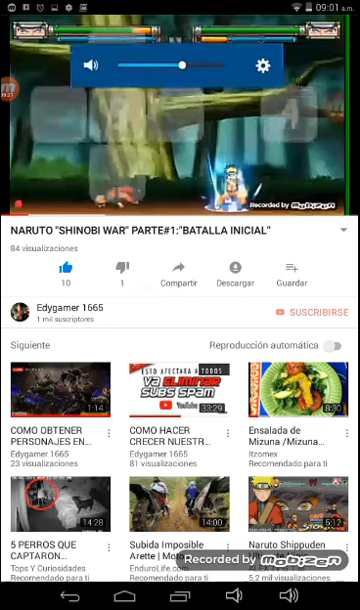 09:01 a.m.
Recorded by mobizen
NARUTO "SHINOBI WAR" PARTE#1:"BATALLA INICIAL"
84 visualizaciones
10
1
Compartir
Descargar
Guardar
Edygamer 1665
1 mil suscriptores
SUSCRIBIRSE
Siguiente
Reproducción automática
ESTO AFECTARA A TODOS
YA ELIMINAR
SUBS SPAM
YouTube
1:14
33:29
8:30
COMO OBTENER
PERSONAJES EN...
Edygamer 1665
23 visualizaciones
COMO HACER
CRECER NUESTR...
Edygamer 1665
81 visualizaciones
Ensalada de
Mizuna /Mizuna...
Itzromex
Recomendado para ti
14:28
14:00
5:12
5 PERROS QUE
CAPTARON...
Tops Y Curiosidades
Recomendado para ti
Subida Imposible
Arette | Moto
EnduroLife.com
Recomendado para ti
Naruto Shippuden
5,2 mil visualizaciones
Recorded by mobizen